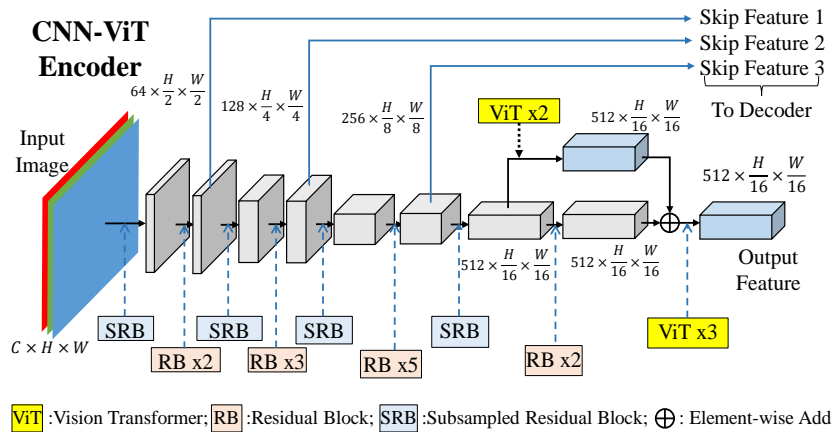 CNN-ViT
Encoder
Skip Feature 1
Skip Feature 2
Skip Feature 3
To Decoder
64 × H/2 × W/2
128 × H/4 × W/4
256 × H/8 × W/8
ViT x2
512 × H/16 × W/16
512 × H/16 × W/16
Input
Image
512 × H/16 × W/16
512 × H/16 × W/16
Output
Feature
C × H × W
SRB
RB x2
SRB
RB x3
SRB
RB x5
SRB
RB x2
ViT x3
ViT :Vision Transformer; RB :Residual Block; SRB :Subsampled Residual Block; ⊕ : Element-wise Add